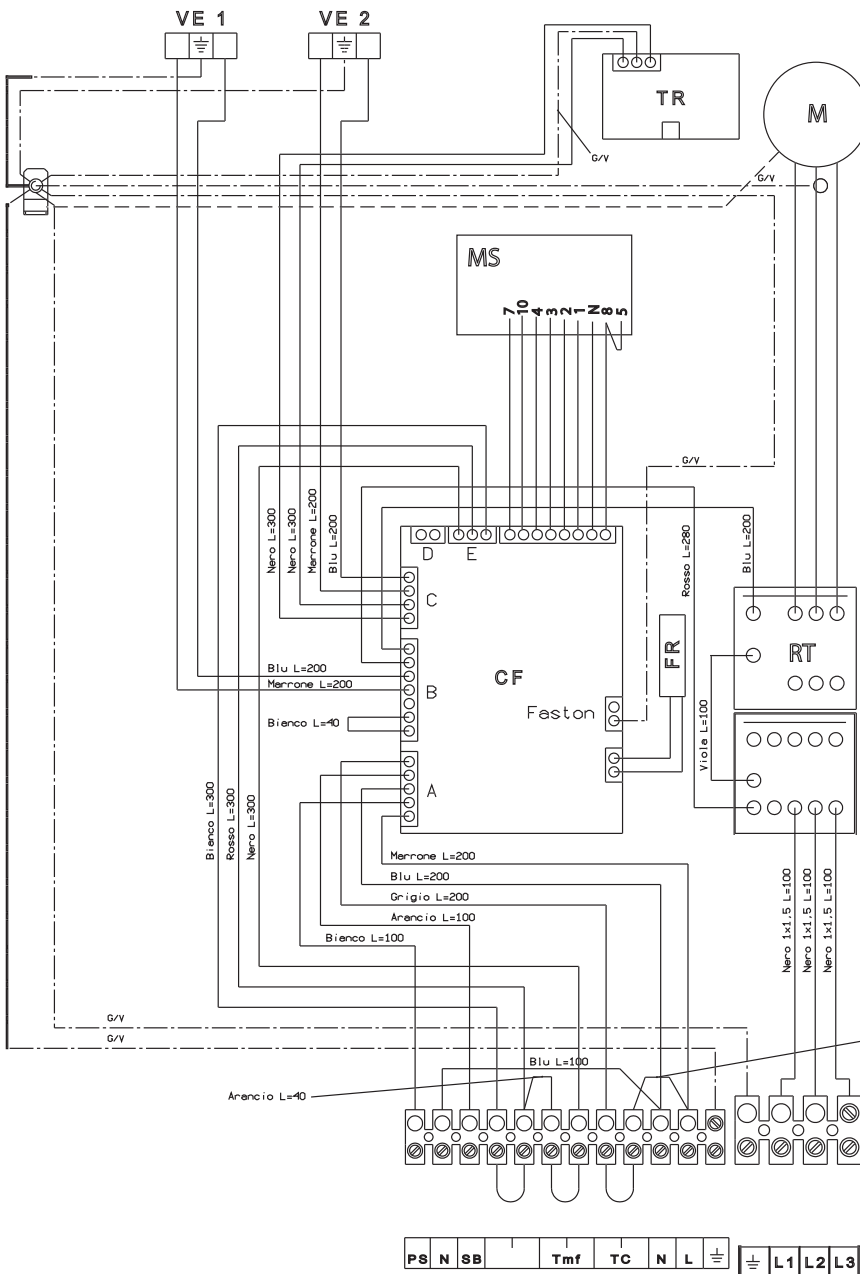 VE 1
VE 2
TR
M
G/V
G/V
MS
7
10
4
3
2
1
N
8
5
G/V
Nero L=300
Nero L=300
Marrone L=200
Blu L=200
Rosso L=280
Blu L=200
D
E
C
Blu L=200
Marrone L=200
B
CF
FR
RT
Bianco L=40
Faston
Viola L=100
A
Bianco L=300
Rosso L=300
Nero L=300
Marrone L=200
Blu L=200
Grigio L=200
Arancio L=100
Bianco L=100
Nero 1x1,5 L=100
Nero 1x1,5 L=100
Nero 1x1,5 L=100
G/V
G/V
Blu L=100
Arancio L=40
PS N SB Tmf TC N L
L1 L2 L3